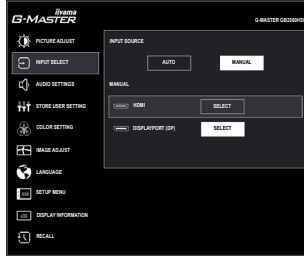 iiyama
G-MASTER
G-MASTER GB2560HS
PICTURE ADJUST
INPUT SOURCE
INPUT SELECT
AUTO
MANUAL
AUDIO SETTINGS
MANUAL
STORE USER SETTING
HDMI
SELECT
COLOR SETTING
DISPLAYPORT (DP)
SELECT
IMAGE ADJUST
LANGUAGE
SETUP MENU
DISPLAY INFORMATION
RECALL